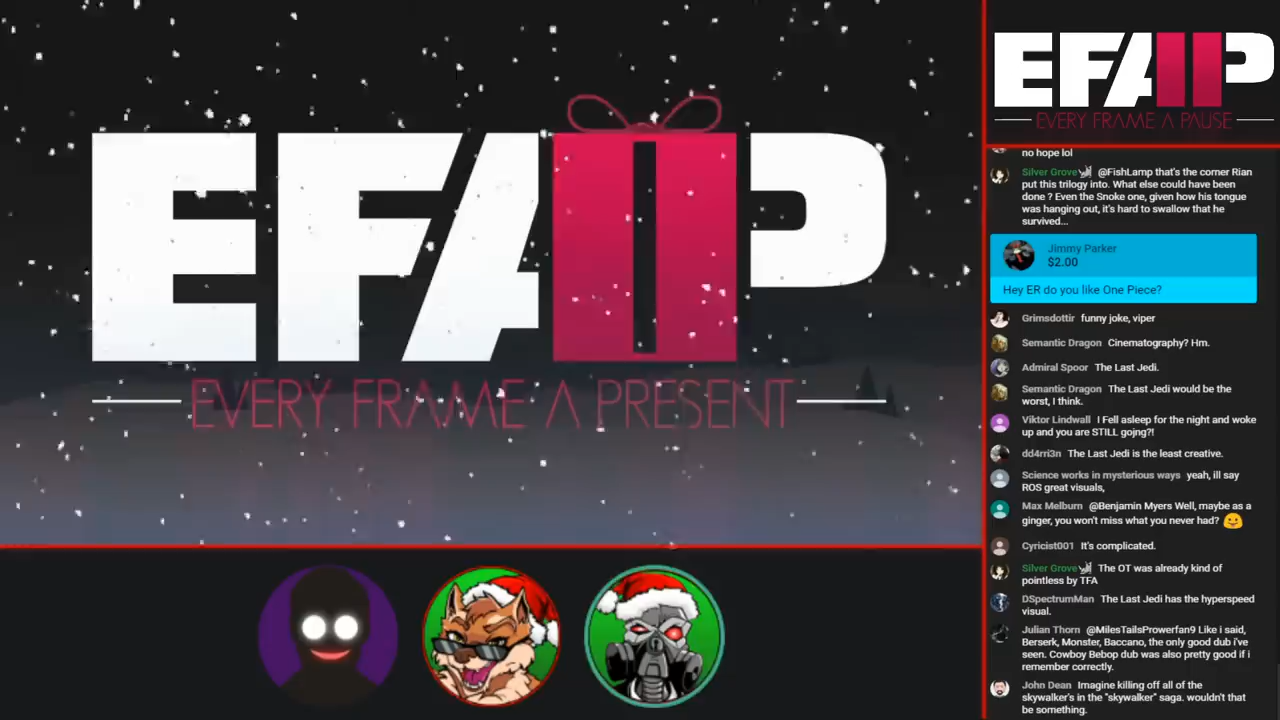 EFAP
EVERY FRAME A PRESENT
EFAP
EVERY FRAME A PAUSE
no hope lol
Silver Grove @FishLamp that's the corner Rian
put this trilogy into. What else could have been
done ? Even the Snoke one, given how his tongue
was hanging out, it's hard to swallow that he
survived...
Jimmy Parker
$2.00
Hey ER do you like One Piece?
Grimsdottir funny joke, viper
Semantic Dragon Cinematography? Hm.
Admiral Spoor The Last Jedi.
Semantic Dragon The Last Jedi would be the
worst, I think.
Viktor Lindwall I Fell asleep for the night and woke
up and you are STILL gojng?!
dd4rri3n The Last Jedi is the least creative.
Science works in mysterious ways yeah, ill say
ROS great visuals,
Max Melburn @Benjamin Myers Well, maybe as a
ginger, you won't miss what you never had?
Cyricist001 It's complicated.
Silver Grove The OT was already kind of
pointless by TFA
DSpectrumMan The Last Jedi has the hyperspeed
visual.
Julian Thorn @MilesTailsProwerfan9 Like i said,
Berserk, Monster, Baccano, the only good dub i've
seen. Cowboy Bebop dub was also pretty good if i
remember correctly.
John Dean Imagine killing off all of the
skywalker's in the "skywalker" saga. wouldn't that
be something.